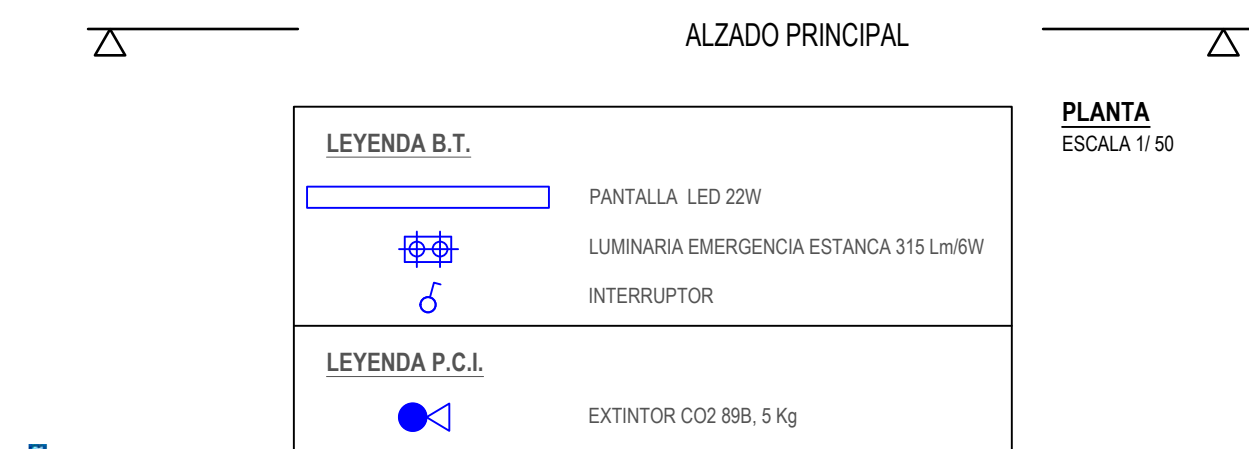 ALZADO PRINCIPAL
PLANTA
ESCALA 1/ 50
LEYENDA B.T.
PANTALLA LED 22W
LUMINARIA EMERGENCIA ESTANCA 315 Lm/6W
INTERRUPTOR
LEYENDA P.C.I.
EXTINTOR CO2 89B, 5 Kg